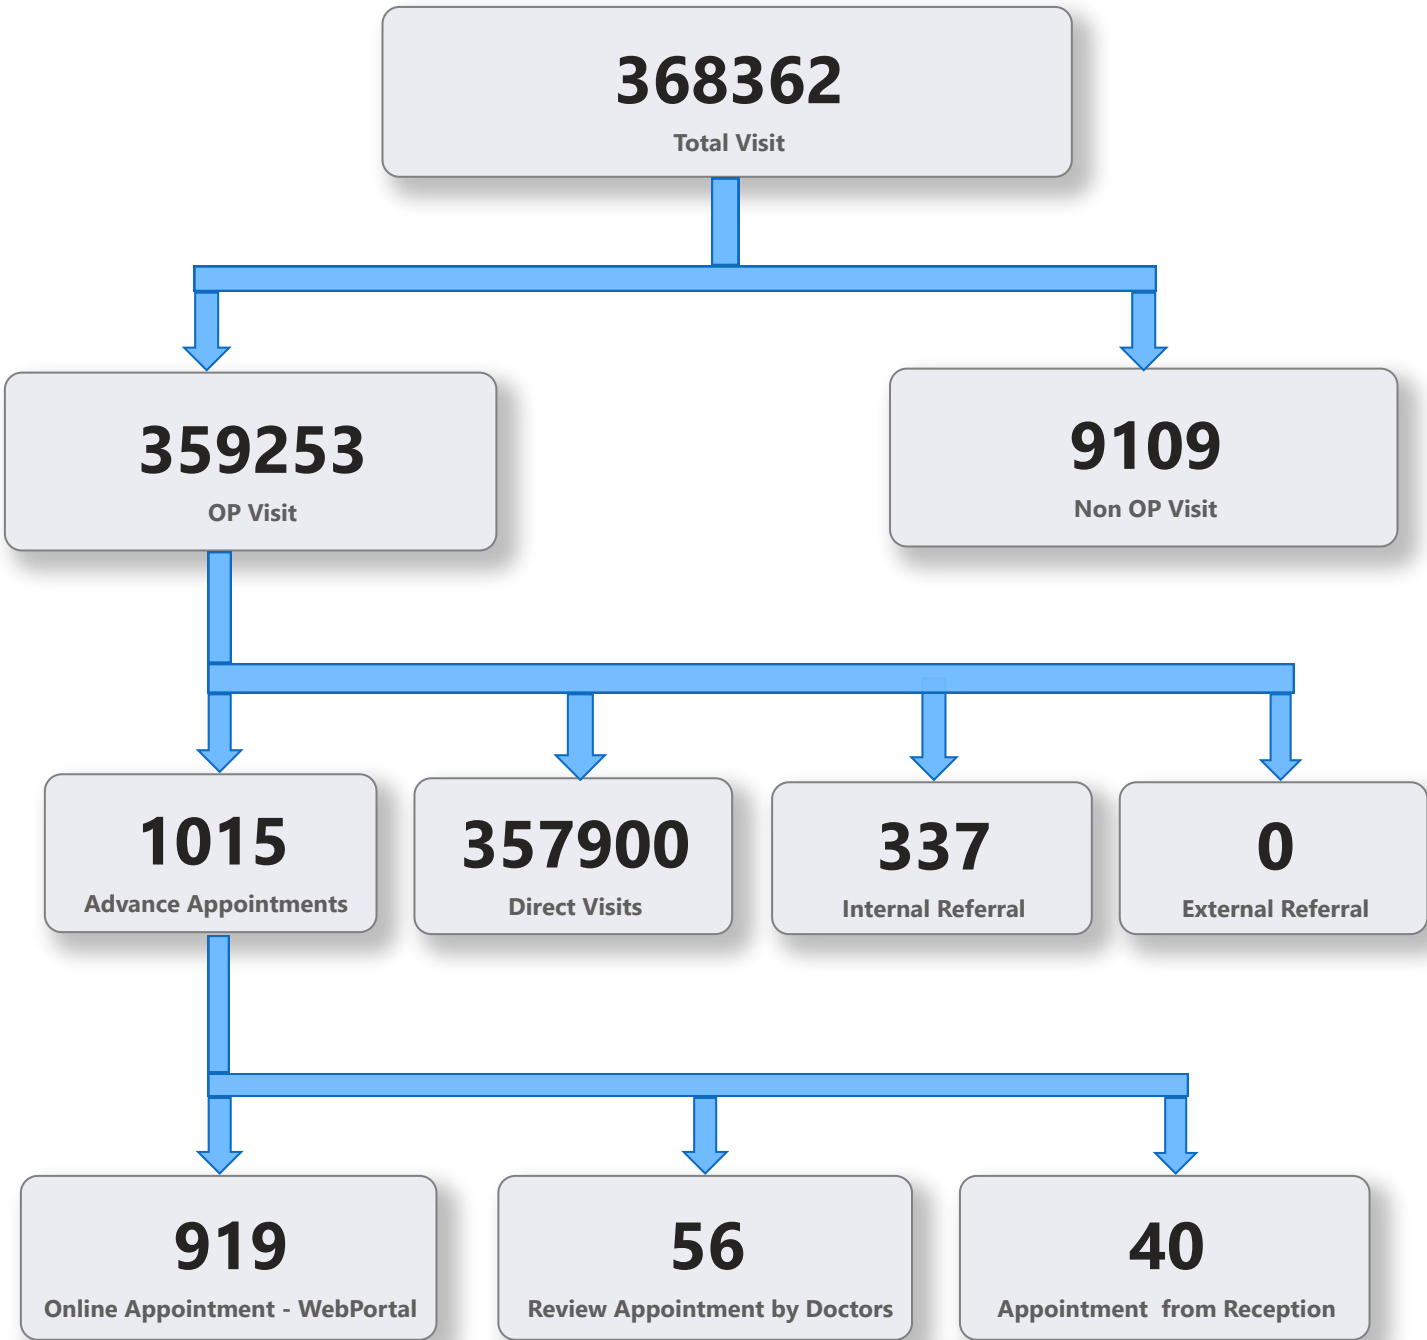 368362
Total Visit
359253
OP Visit
9109
Non OP Visit
1015
Advance Appointments
357900
Direct Visits
337
Internal Referral
0
External Referral
919
Online Appointment - WebPortal
56
Review Appointment by Doctors
40
Appointment  from Reception